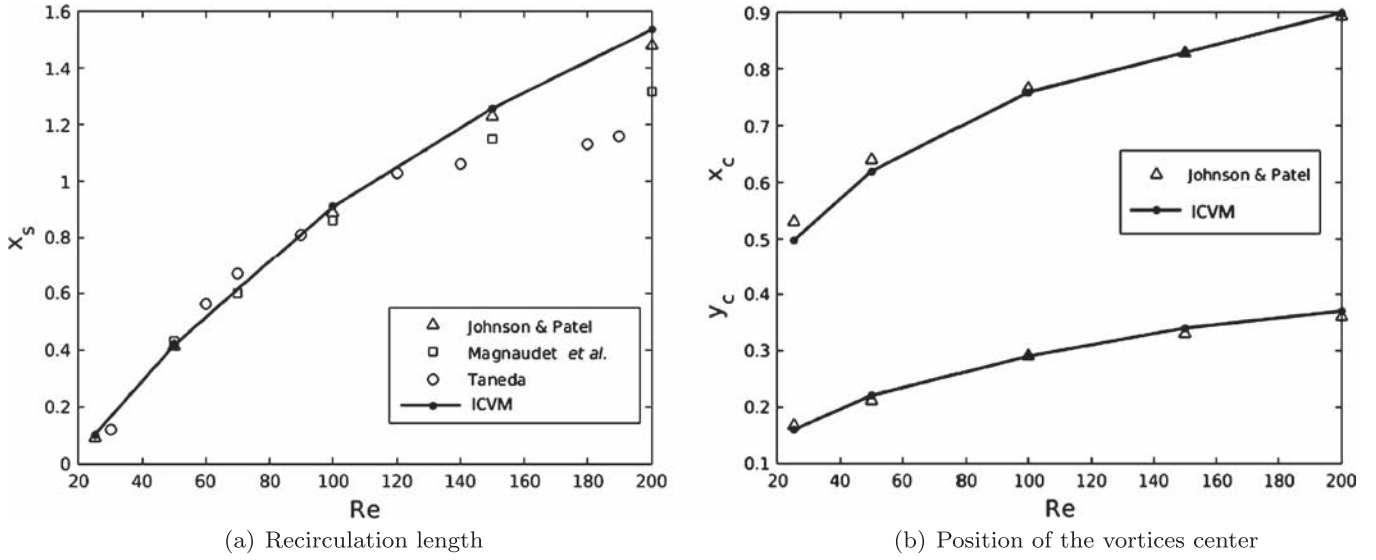 1.6
1.4
1.2
1
0.8
0.6
0.4
0.2
0
x_s
20 40 60 80 100 120 140 160 180 200
Re
Johnson & Patel
Magnaudet et al.
Taneda
ICVM
(a) Recirculation length
0.9
0.8
0.7
0.6
0.5
0.4
0.3
0.2
0.1
x_c
y_c
20 40 60 80 100 120 140 160 180 200
Re
Johnson & Patel
ICVM
(b) Position of the vortices center